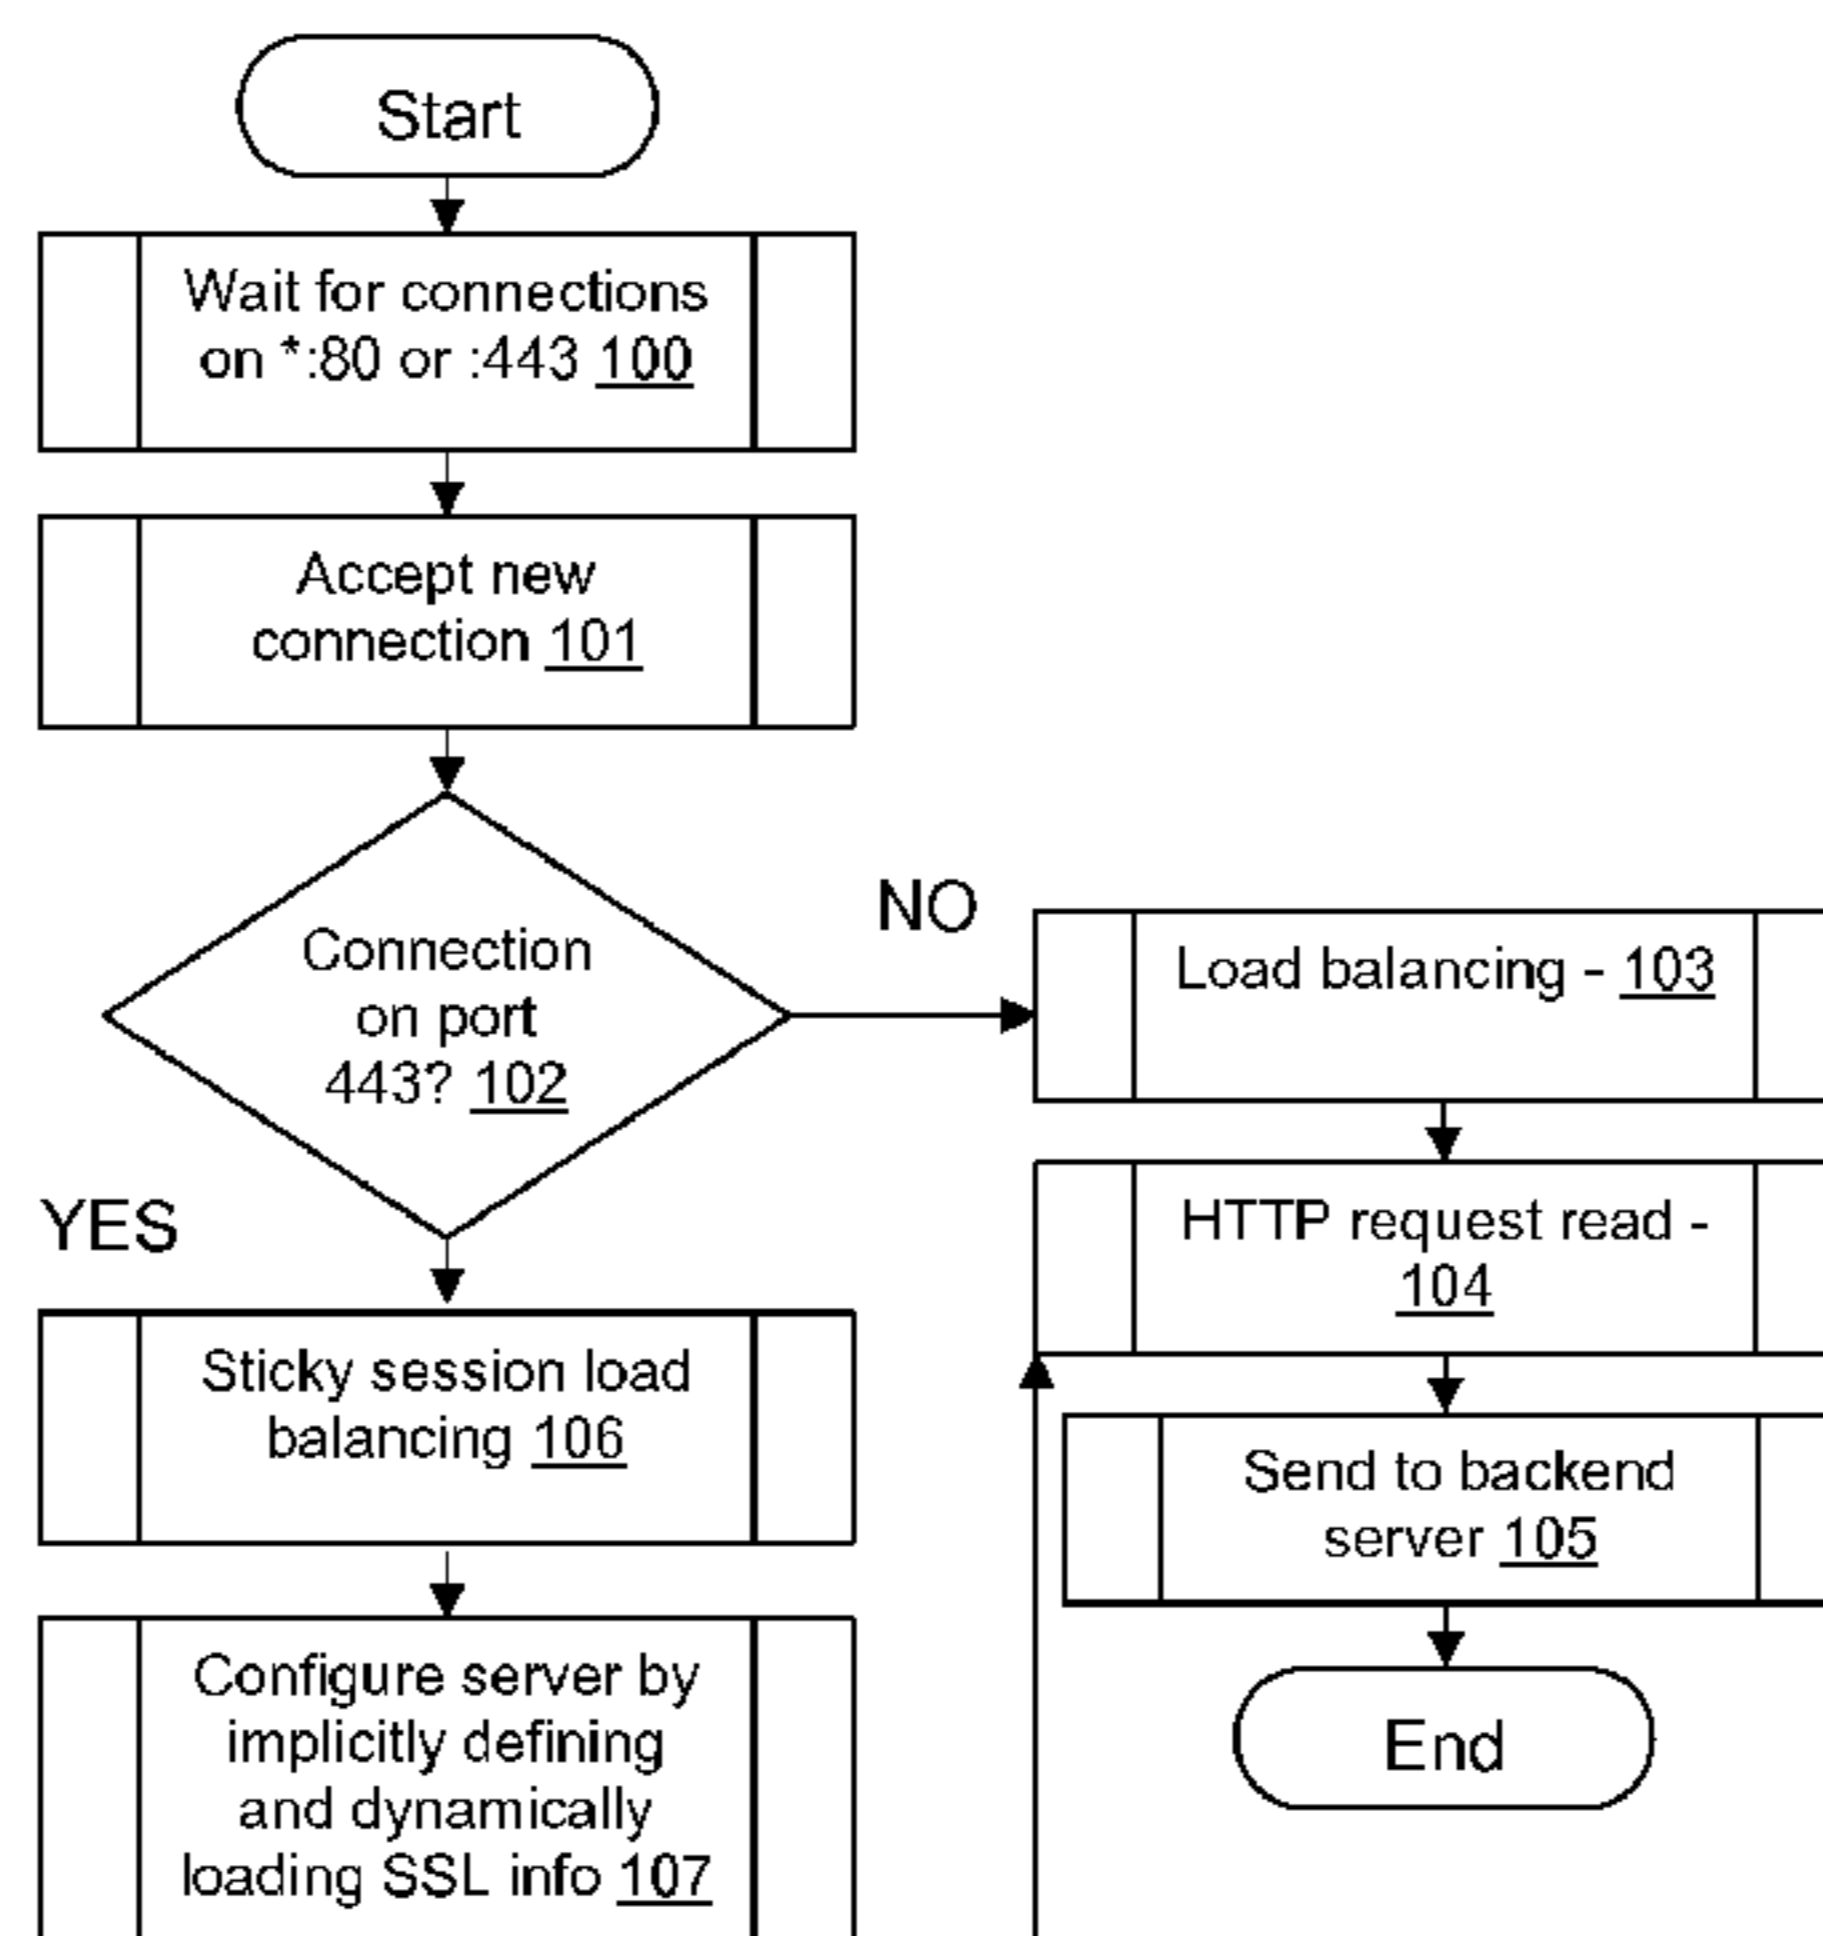 Start
Wait for connections
on *:80 or :443 100
Accept new
connection 101
Connection
on port
443? 102
NO
Load balancing - 103
HTTP request read -
104
YES
Sticky session load
balancing 106
Send to backend
server 105
Configure server by
implicitly defining
and dynamically
loading SSL info 107
End